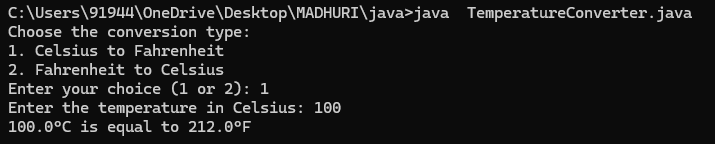 C:\Users\91944\OneDrive\Desktop\MADHURI\java>java  TemperatureConverter.java
Choose the conversion type:
1. Celsius to Fahrenheit
2. Fahrenheit to Celsius
Enter your choice (1 or 2): 1
Enter the temperature in Celsius: 100
100.0°C is equal to 212.0°F